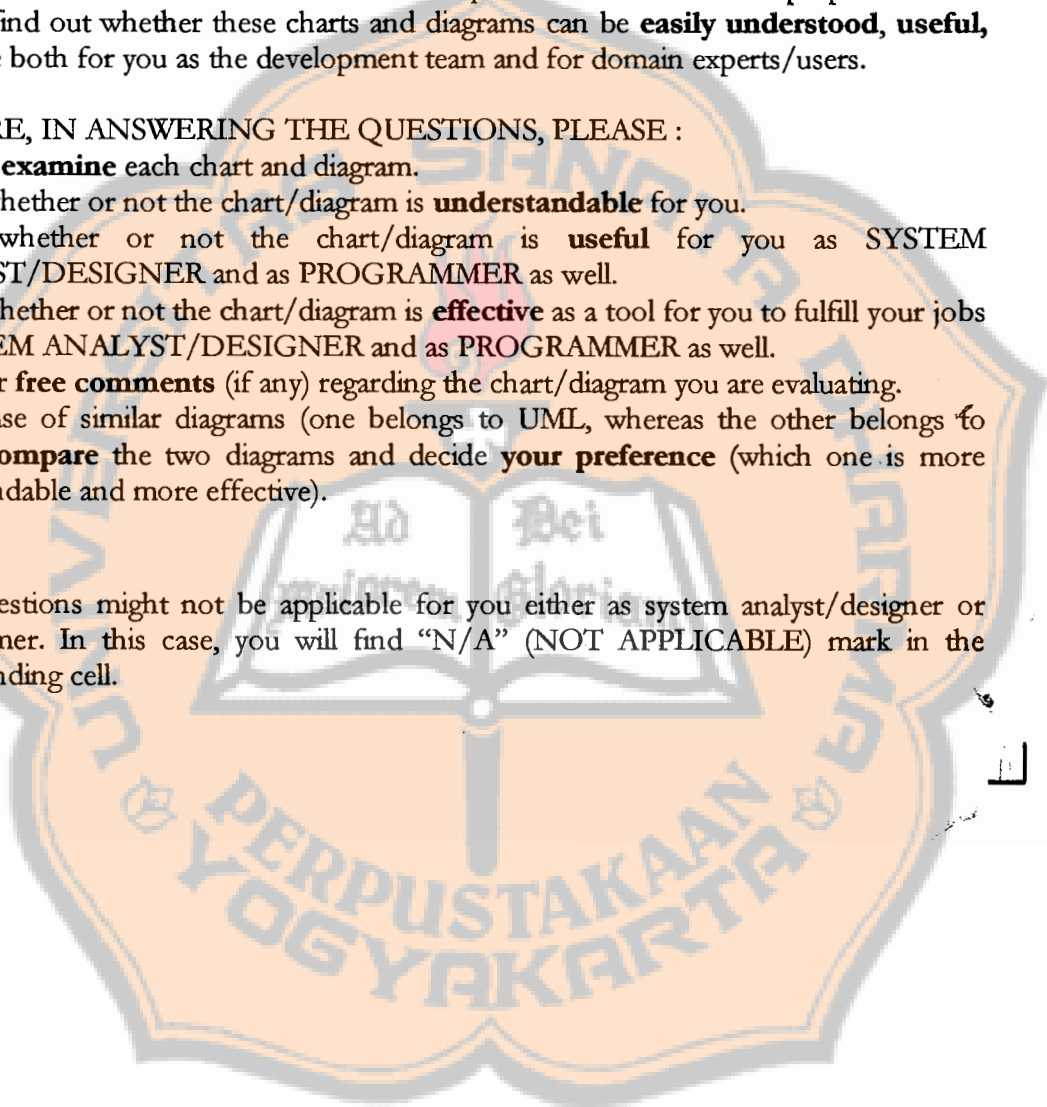 find out whether these charts and diagrams can be easily understood, useful,
both for you as the development team and for domain experts/users.
RE, IN ANSWERING THE QUESTIONS, PLEASE :
examine each chart and diagram.
hether or not the chart/diagram is understandable for you.
whether or not the chart/diagram is useful for you as SYSTEM
ST/DESIGNER and as PROGRAMMER as well.
hether or not the chart/diagram is effective as a tool for you to fulfill your jobs
EM ANALYST/DESIGNER and as PROGRAMMER as well.
r free comments (if any) regarding the chart/diagram you are evaluating.
se of similar diagrams (one belongs to UML, whereas the other belongs to
ompare the two diagrams and decide your preference (which one is more
ndable and more effective).
estions might not be applicable for you either as system analyst/designer or
ner. In this case, you will find “N/A” (NOT APPLICABLE) mark in the
nding cell.
UNIVERSITAS SANATA DHARMA
Ad Dei
Gloriam
PERPUSTAKAAN
YOGYAKARTA